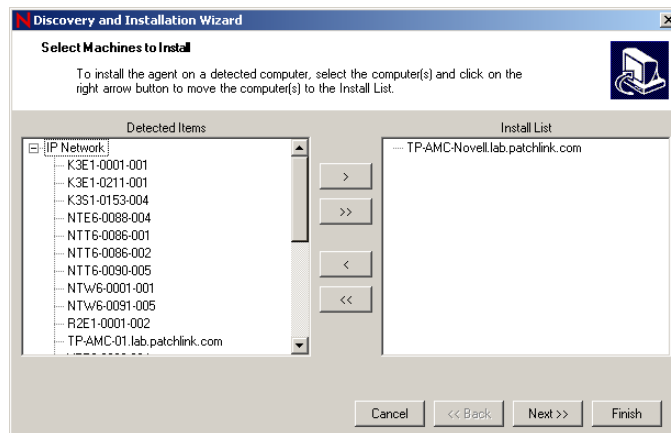 Discovery and Installation Wizard
Select Machines to Install
To install the agent on a detected computer, select the computer(s) and click on the
right arrow button to move the computer(s) to the Install List.
Detected Items
Install List
IP Network
K3E1-0001-001
K3E1-0211-001
K3S1-0153-004
NTE6-0088-004
NTT6-0086-001
NTT6-0086-002
NTT6-0090-005
NTW6-0001-001
NTW6-0091-005
R2E1-0001-002
TP-AMC-01.lab.patchlink.com
>
>>
<
<<
TP-AMC-Novell.lab.patchlink.com
Cancel
<< Back
Next >>
Finish